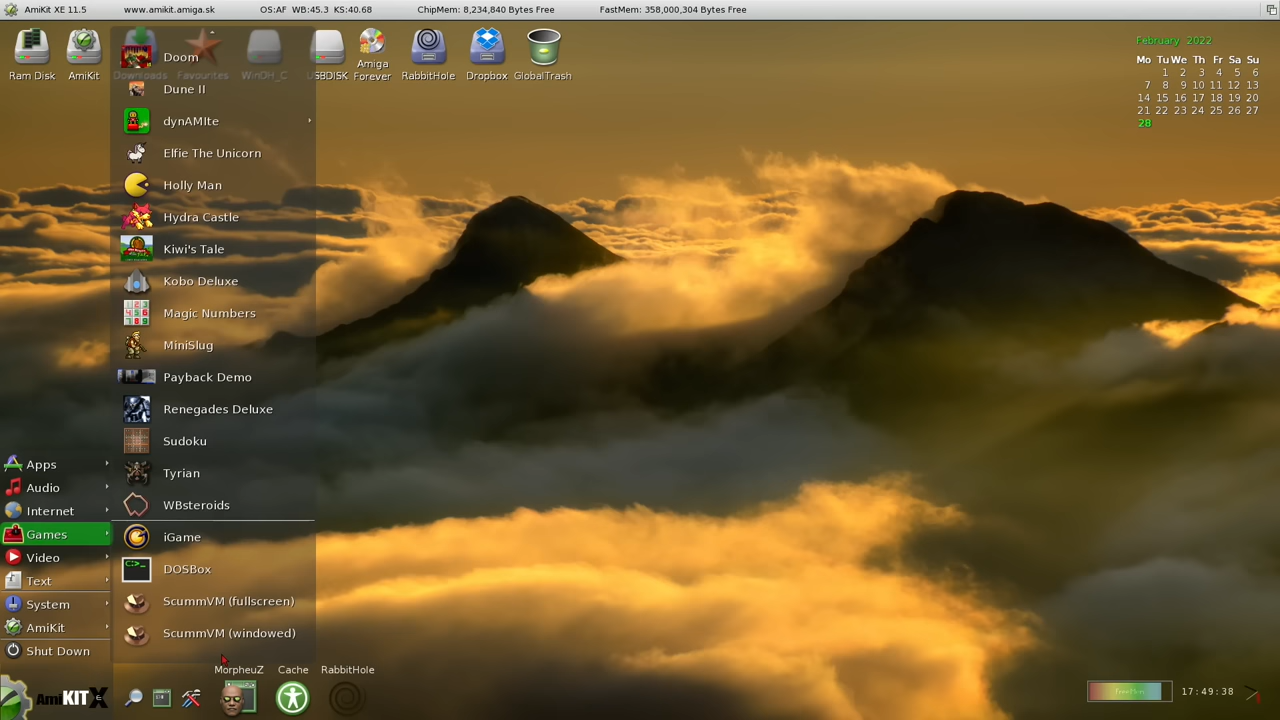 AmiKit XE 11.5 www.amikit.amiga.sk OS:AF WB:45.3 KS:40.68 ChipMem: 8,234,840 Bytes Free FastMem: 358,000,304 Bytes Free
Ram Disk AmiKit Downloads Favourites WinDH_C USBDISK Amiga Forever RabbitHole Dropbox GlobalTrash
February 2022
Mo Tu We Th Fr Sa Su
1 2 3 4 5 6
7 8 9 10 11 12 13
14 15 16 17 18 19 20
21 22 23 24 25 26 27
28
Doom
Dune II
dynAMIte
Elfie The Unicorn
Holly Man
Hydra Castle
Kiwi's Tale
Kobo Deluxe
Magic Numbers
MiniSlug
Payback Demo
Renegades Deluxe
Sudoku
Tyrian
WBsteroids
iGame
DOSBox
ScummVM (fullscreen)
ScummVM (windowed)
Apps
Audio
Internet
Games
Video
Text
System
AmiKit
Shut Down
MorpheuZ Cache RabbitHole
AmiKIT X
FreeMem
17:49:38